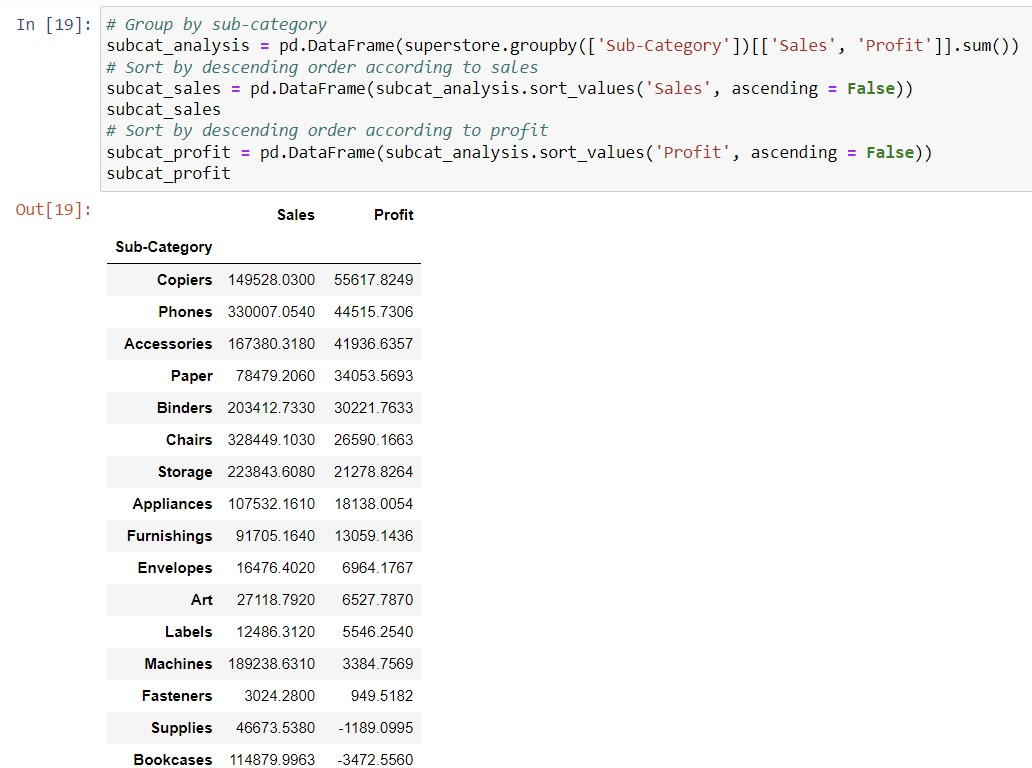 In [19]: # Group by sub-category
subcat_analysis = pd.DataFrame(superstore.groupby(['Sub-Category'])[['Sales', 'Profit']].sum())
# Sort by descending order according to sales
subcat_sales = pd.DataFrame(subcat_analysis.sort_values('Sales', ascending = False))
subcat_sales
# Sort by descending order according to profit
subcat_profit = pd.DataFrame(subcat_analysis.sort_values('Profit', ascending = False))
subcat_profit
Out[19]:
Sales Profit
Sub-Category
Copiers 149528.0300 55617.8249
Phones 330007.0540 44515.7306
Accessories 167380.3180 41936.6357
Paper 78479.2060 34053.5693
Binders 203412.7330 30221.7633
Chairs 328449.1030 26590.1663
Storage 223843.6080 21278.8264
Appliances 107532.1610 18138.0054
Furnishings 91705.1640 13059.1436
Envelopes 16476.4020 6964.1767
Art 27118.7920 6527.7870
Labels 12486.3120 5546.2540
Machines 189238.6310 3384.7569
Fasteners 3024.2800 949.5182
Supplies 46673.5380 -1189.0995
Bookcases 114879.9963 -3472.5560